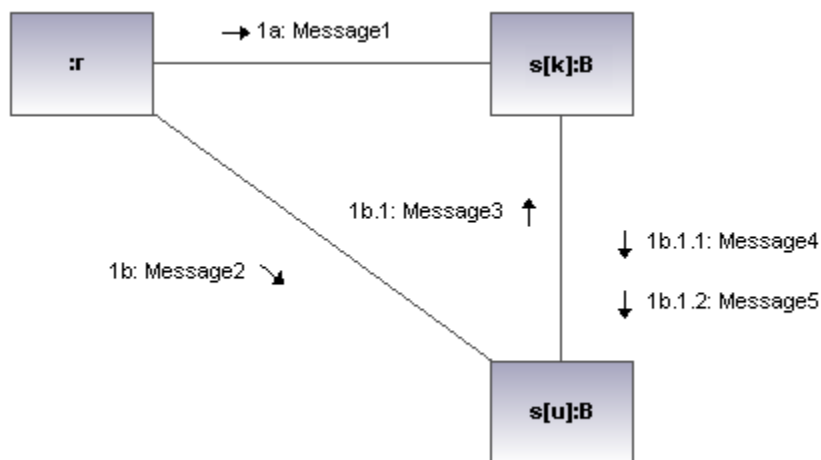 1a: Message1
:r
s[k]:B
1b.1: Message3
1b.1.1: Message4
1b: Message2
1b.1.2: Message5
s[u]:B